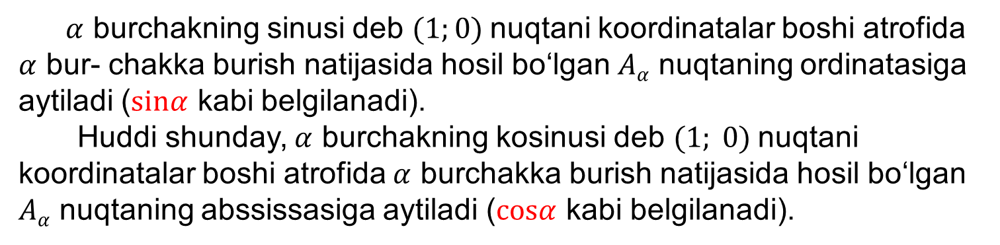 α burchakning sinusi deb (1; 0) nuqtani koordinatalar boshi atrofida
α bur- chakka burish natijasida hosil bo‘lgan Aα nuqtaning ordinatasiga
aytiladi (sinα kabi belgilanadi).
Huddi shunday, α burchakning kosinusi deb (1; 0) nuqtani
koordinatalar boshi atrofida α burchakka burish natijasida hosil bo‘lgan
Aα nuqtaning abssissasiga aytiladi (cosα kabi belgilanadi).